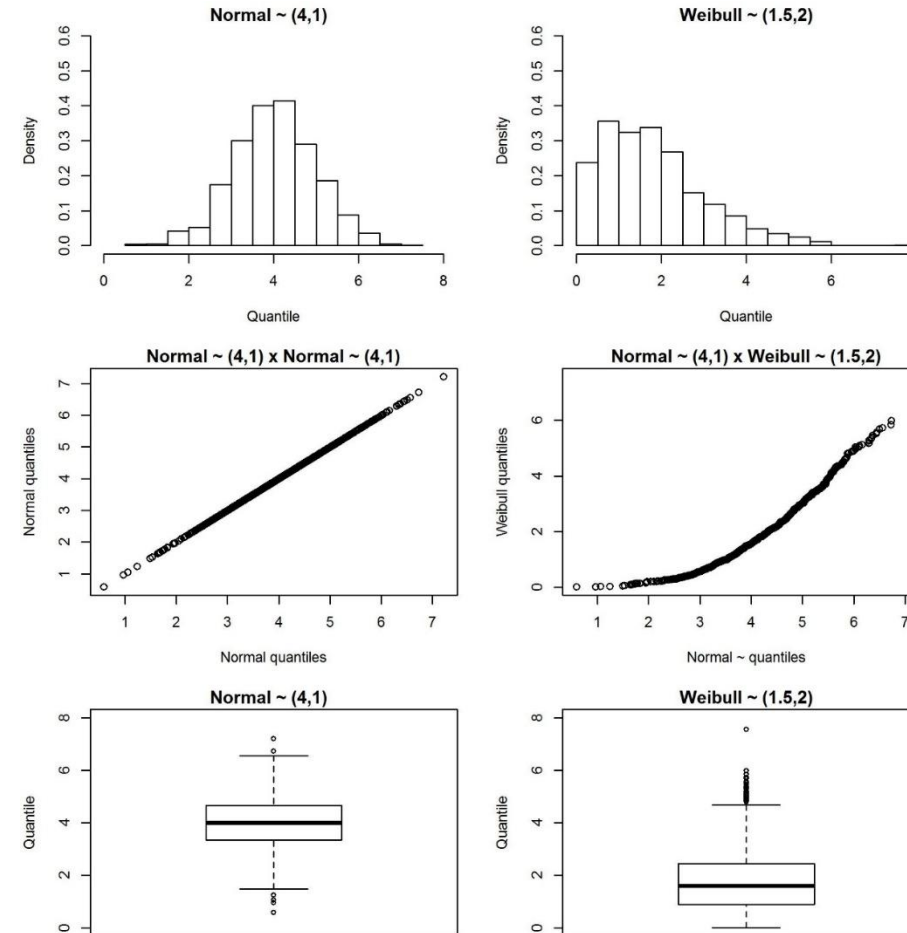 Normal ~ (4,1)
Density
0.0 0.1 0.2 0.3 0.4 0.5 0.6
0 2 4 6 8
Quantile
Weibull ~ (1.5,2)
Density
0.0 0.1 0.2 0.3 0.4 0.5 0.6
0 2 4 6
Quantile
Normal ~ (4,1) x Normal ~ (4,1)
Normal quantiles
1 2 3 4 5 6 7
1 2 3 4 5 6 7
Normal quantiles
Normal ~ (4,1) x Weibull ~ (1.5,2)
Weibull quantiles
0 2 4 6
1 2 3 4 5 6 7
Normal ~ quantiles
Normal ~ (4,1)
Quantile
0 2 4 6 8
Weibull ~ (1.5,2)
Quantile
0 2 4 6 8